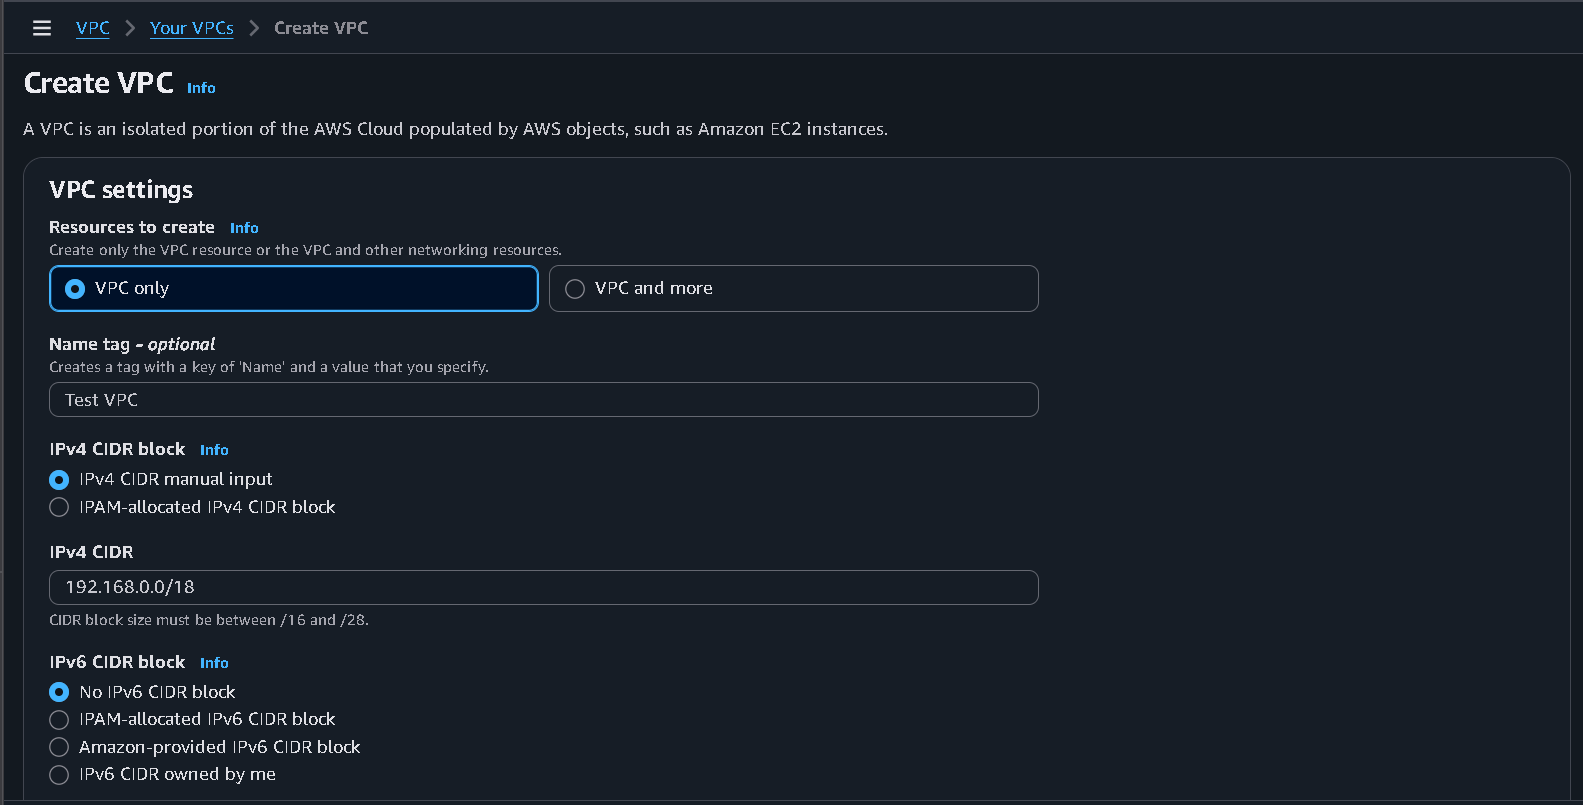 VPC > Your VPCs > Create VPC
Create VPC Info
A VPC is an isolated portion of the AWS Cloud populated by AWS objects, such as Amazon EC2 instances.
VPC settings
Resources to create Info
Create only the VPC resource or the VPC and other networking resources.
VPC only VPC and more
Name tag - optional
Creates a tag with a key of 'Name' and a value that you specify.
Test VPC
IPv4 CIDR block Info
IPv4 CIDR manual input
IPAM-allocated IPv4 CIDR block
IPv4 CIDR
192.168.0.0/18
CIDR block size must be between /16 and /28.
IPv6 CIDR block Info
No IPv6 CIDR block
IPAM-allocated IPv6 CIDR block
Amazon-provided IPv6 CIDR block
IPv6 CIDR owned by me